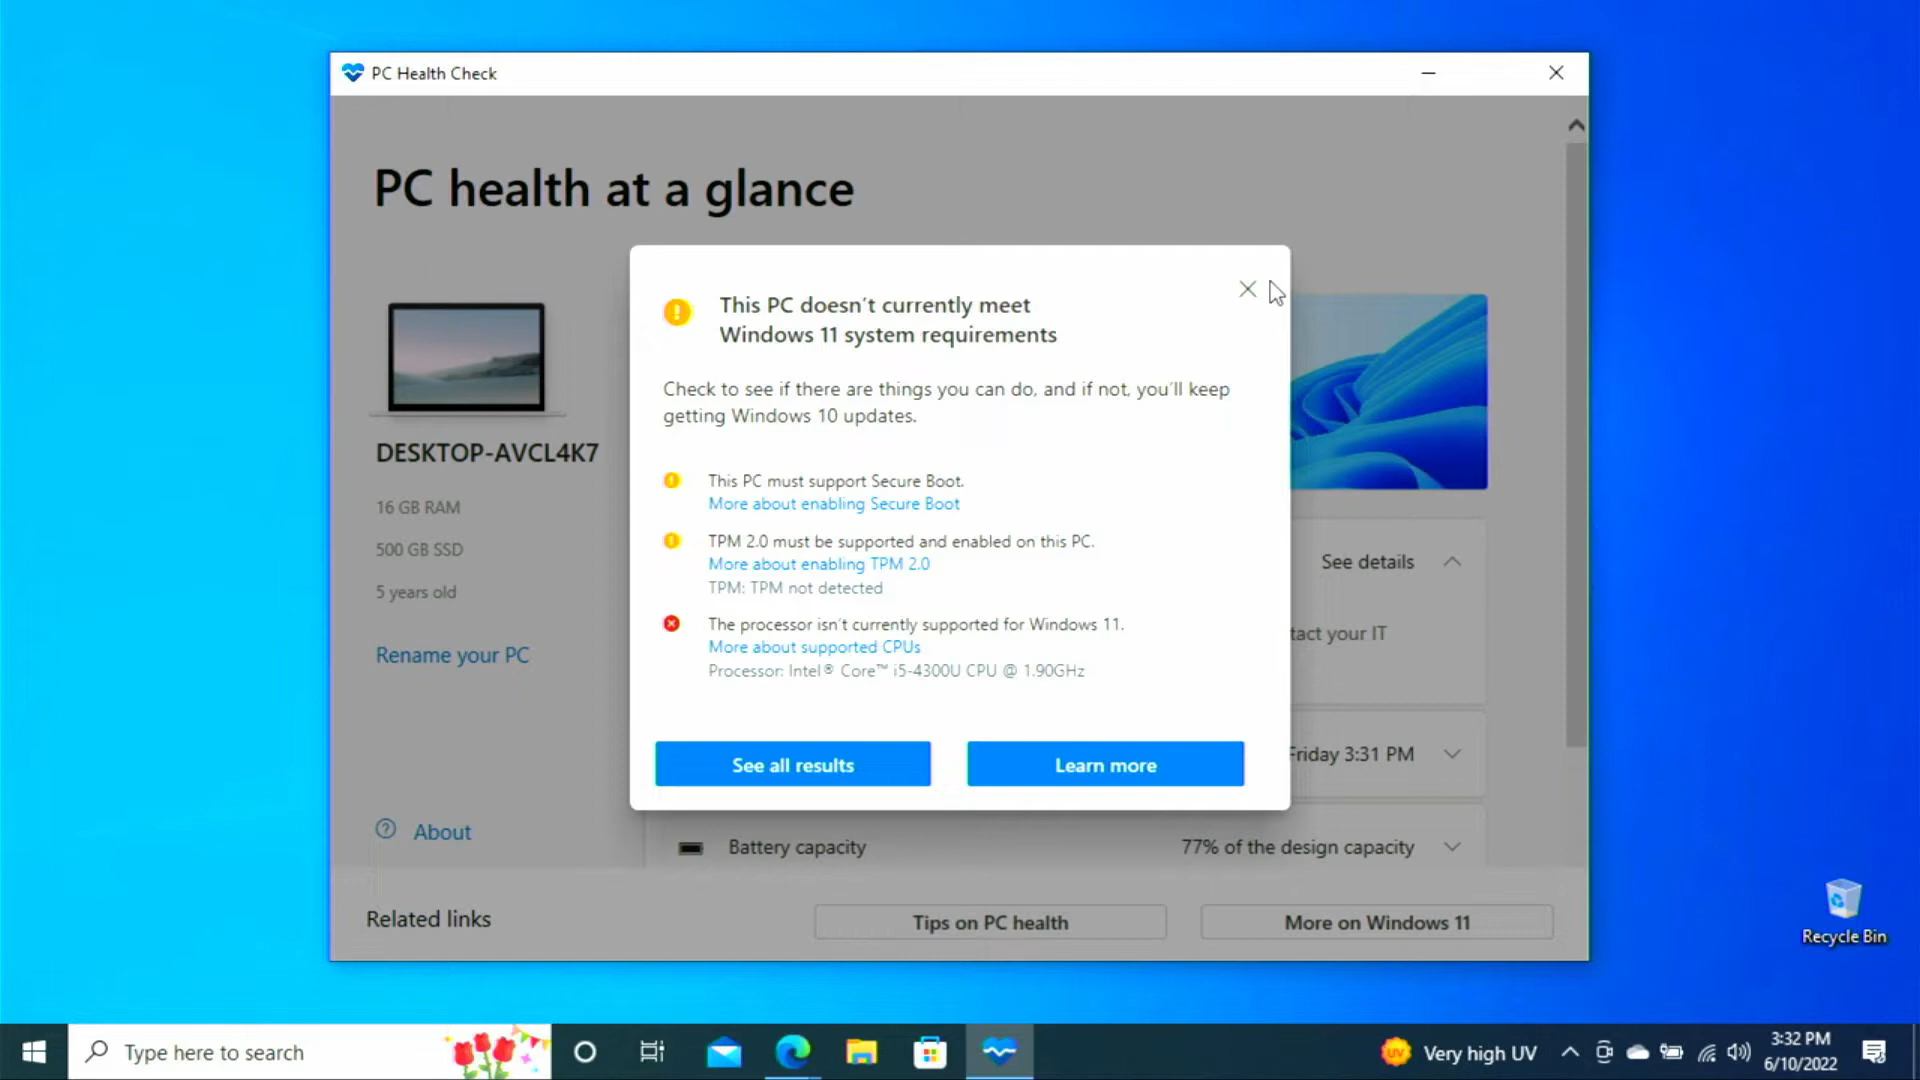 PC Health Check
PC health at a glance
DESKTOP-AVCL4K7
16 GB RAM
500 GB SSD
5 years old
Rename your PC
About
This PC doesn't currently meet
Windows 11 system requirements
Check to see if there are things you can do, and if not, you'll keep
getting Windows 10 updates.
This PC must support Secure Boot.
More about enabling Secure Boot
TPM 2.0 must be supported and enabled on this PC.
More about enabling TPM 2.0
TPM: TPM not detected
The processor isn't currently supported for Windows 11.
More about supported CPUs
Processor: Intel® Core™ i5-4300U CPU @ 1.90GHz
See all results
Learn more
See details
tact your IT
Friday 3:31 PM
Battery capacity
77% of the design capacity
Related links
Tips on PC health
More on Windows 11
Recycle Bin
Type here to search
UV
Very high UV
3:32 PM
6/10/2022